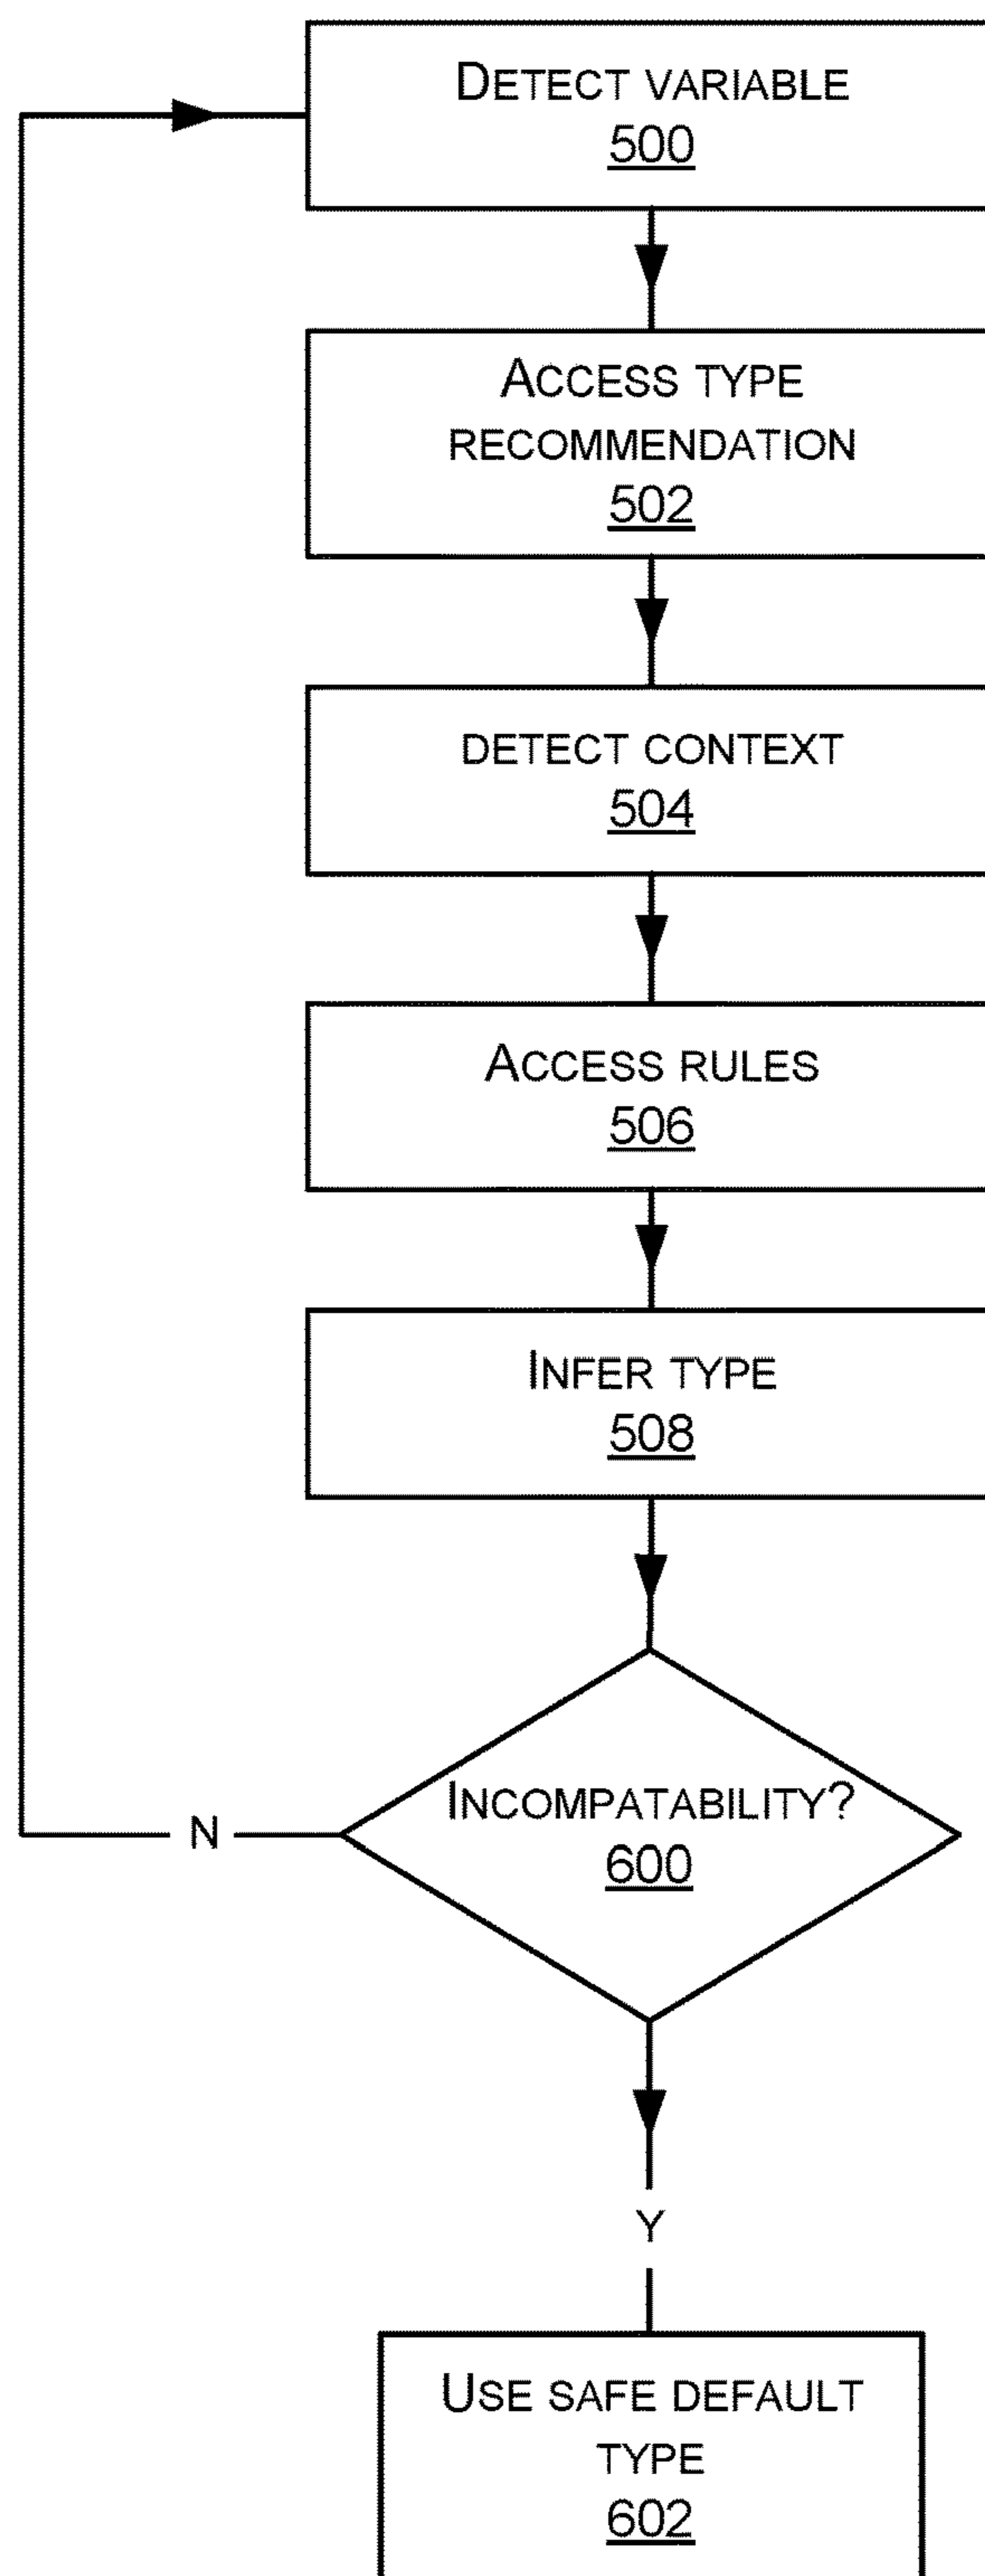 DETECT VARIABLE
500
ACCESS TYPE
RECOMMENDATION
502
DETECT CONTEXT
504
ACCESS RULES
506
INFER TYPE
508
INCOMPATABILITY?
600
N
Y
USE SAFE DEFAULT
TYPE
602